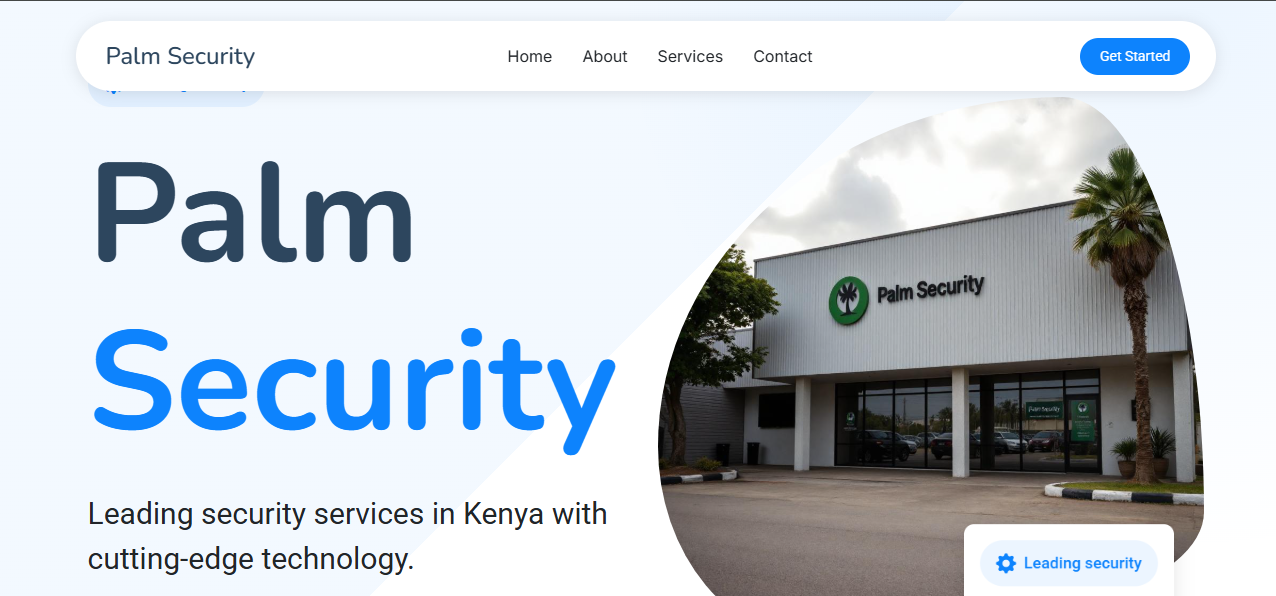 Palm Security
Home
About
Services
Contact
Get Started
Palm
Security
Leading security services in Kenya with
cutting-edge technology.
Palm Security
Palm Security
Leading security